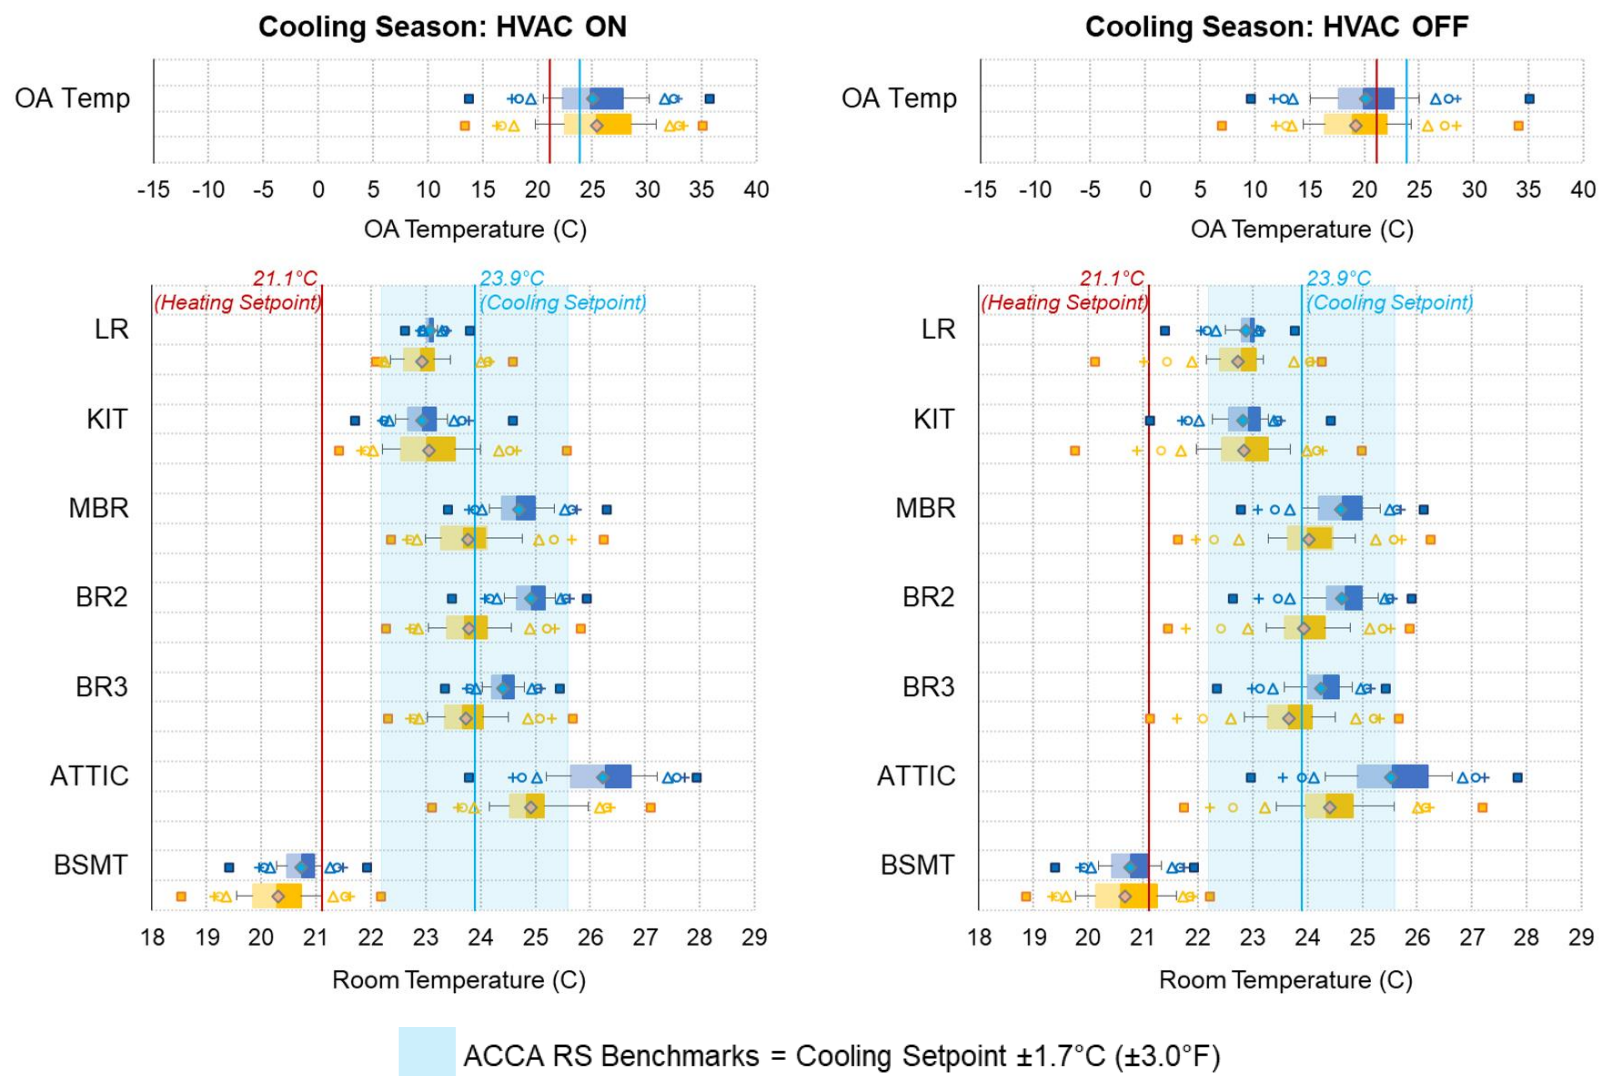 Cooling Season: HVAC ON
OA Temp
-15 -10 -5 0 5 10 15 20 25 30 35 40
OA Temperature (C)
21.1°C
(Heating Setpoint)
23.9°C
(Cooling Setpoint)
LR
KIT
MBR
BR2
BR3
ATTIC
BSMT
18 19 20 21 22 23 24 25 26 27 28 29
Room Temperature (C)
Cooling Season: HVAC OFF
OA Temp
-15 -10 -5 0 5 10 15 20 25 30 35 40
OA Temperature (C)
21.1°C
(Heating Setpoint)
23.9°C
(Cooling Setpoint)
LR
KIT
MBR
BR2
BR3
ATTIC
BSMT
18 19 20 21 22 23 24 25 26 27 28 29
Room Temperature (C)
ACCA RS Benchmarks = Cooling Setpoint ±1.7°C (±3.0°F)